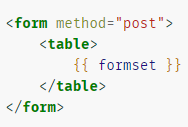 <form method="post">
    <table>
        {{ formset }}
    </table>
</form>